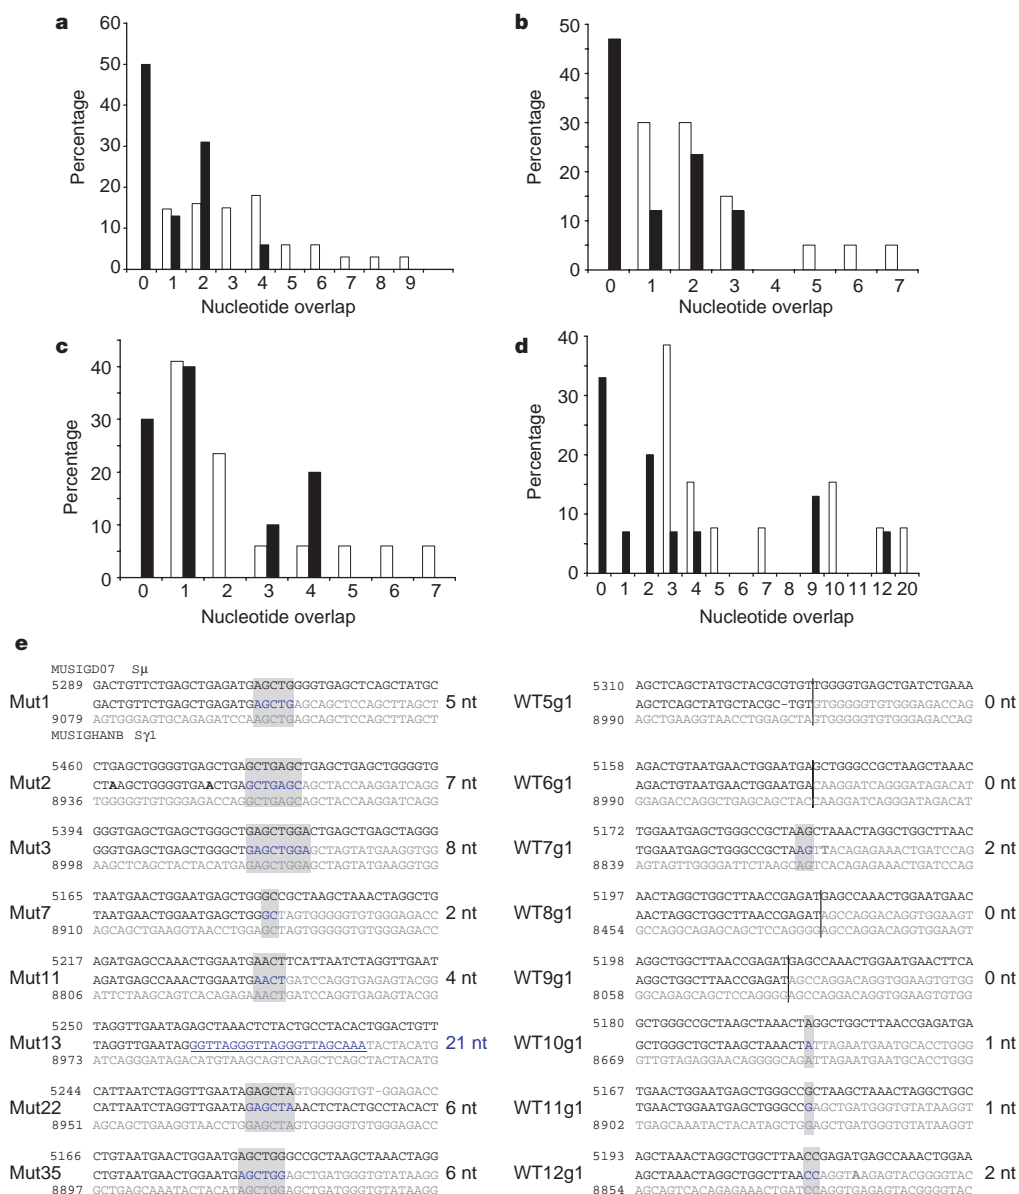 a
60
50
40
30
20
10
0
Percentage
0 1 2 3 4 5 6 7 8 9
Nucleotide overlap
b
50
40
30
20
10
0
Percentage
0 1 2 3 4 5 6 7
Nucleotide overlap
c
40
30
20
10
0
Percentage
0 1 2 3 4 5 6 7
Nucleotide overlap
d
40
30
20
10
0
Percentage
0 1 2 3 4 5 7 8 9 10 11 12 20
Nucleotide overlap
e
MUSIGD07 Sμ
5289 GACTGTTCTGAGCTGAGATGAGCTGGGGTGAGCTCAGCTATGC
Mut1 GACTGTTCTGAGCTGAGATGAGCTGAGCAGCTCCAGCTTAGCT 5 nt
9079 AGTGGGAGTGCAGAGATCCAAGCTGAGCAGCTCCAGCTTAGCT
MUSIGHANB Sγ1
5460 CTGAGCTGGGGTGAGCTGAGCTGAGCTGAGCTGAGCTGGGGTG
Mut2 CTAAGCTGGGGTGAACTGAGCTGAGCAGCTACCAAGGATCAGG 7 nt
8936 TGGGGGTGTGGGAGACCAGGCTGAGCAGCTACCAAGGATCAGG
5394 GGGTGAGCTGAGCTGGGCTGAGCTGGACTGAGCTGAGCTAGGG
Mut3 GGGTGAGCTGAGCTGGGCTGAGCTGGAGCTAGTATGAAGGTGG 8 nt
8998 AAGCTCAGCTACTACATGAGAGCTGGAGCTAGTATGAAGGTGG
5165 TAATGAACTGGAATGAGCTGGGCCGCTAAGCTAAACTAGGCTG
Mut7 TAATGAACTGGAATGAGCTGGGCTAGTGGGGGTGTGGGAGACC 2 nt
8910 AGCAGCTGAAGGTAACCTGGAGCTAGTGGGGGTGTGGGAGACC
5217 AGATGAGCCAAACTGGAATGAACTTCATTAATCTAGGTTGAAT
Mut11 AGATGAGCCAAACTGGAATGAACTGATCCAGGTGAGAGTACGG 4 nt
8806 ATTCTAAGCAGTCACAGAGAAACTGATCCAGGTGAGAGTACGG
5250 TAGGTTGAATAGAGCTAAACTCTACTGCCTACACTGGACTGTT
Mut13 TAGGTTGAATAGGGTTAGGGTTAGGGTTAGCAAATACTACATG 21 nt
8973 ATCAGGGATAGACATGTAAGCAGTCAAGCTCAGCTACTACATG
5244 CATTAATCTAGGTTGAATAGAGCTAGTGGGGGTGT-GGAGACC
Mut22 CATTAATCTAGGTTGAATAGAGCTAAACTCTACTGCCTACACT 6 nt
8951 AGCAGCTGAAGGTAACCTGGAGCTAGTGGGGGTGTGGGAGACC
5166 CTGTAATGAACTGGAATGAGCTGGGCCGCTAAGCTAAACTAGG
Mut35 CTGTAATGAACTGGAATGAGCTGGAGCTGATGGGTGTATAAGG 6 nt
8897 GCTGAGCAAATACTACATAGCTGGAGCTGATGGGTGTATAAGG
5310 AGCTCAGCTATGCTACGCGTGTTGGGGTGAGCTGATCTGAAA
WT5g1 AGCTCAGCTATGCTACGC-TGTGTGGGGGTGTGGGAGACCAG 0 nt
8990 AGCTGAAGGTAACCTGGAGCTAGTGGGGGTGTGGGAGACCAG
5158 AGACTGTAATGAACTGGAATGAGCTGGGCCGCTAAGCTAAAC
WT6g1 AGACTGTAATGAACTGGAATGACAAGGATCAGGGATAGACAT 0 nt
8990 GGAGACCAGGCTGAGCAGCTACCAAGGATCAGGGATAGACAT
5172 TGGAATGAGCTGGGCCGCTAAGCTAAACTAGGCTGGCTTAAC
WT7g1 TGGAATGAGCTGGGCCGCTAAGTTACAGAGAAACTGATCCAG 2 nt
8839 AGTAGTTGGGGATTCTAAGCAGTCACAGAGAAACTGATCCAG
5197 AACTAGGCTGGCTTAACCGAGATGAGCCAAACTGGAATGAAC
WT8g1 AACTAGGCTGGCTTAACCGAGATAGCCAGGACAGGTGGAAGT 0 nt
8454 GCCAGGCAGAGCAGCTCCAGGGGAGCCAGGACAGGTGGAAGT
5198 AGGCTGGCTTAACCGAGATGAGCCAAACTGGAATGAACTTCA
WT9g1 AGGCTGGCTTAACCGAGATAGCCAGGACAGGTGGAAGTGTGG 0 nt
8058 GGCAGAGCAGCTCCAGGGGAGCCAGGACAGGTGGAAGTGTGG
5180 GCTGGGCCGCTAAGCTAAACTAGGCTGGCTTAACCGAGATGA
WT10g1 GCTGGGCTGCTAAGCTAAACTATTAGAATGAATGCACCTGGG 1 nt
8669 GTTGTAGAGGAACAGGGGCAGATTAGAATGAATGCACCTGGG
5167 TGAACTGGAATGAGCTGGGCCGCTAAGCTAAACTAGGCTGGC
WT11g1 TGAACTGGAATGAGCTGGGCCGAGCTGATGGGTGTATAAGGT 1 nt
8902 TGAGCAAATACTACATAGCTGGAGCTGATGGGTGTATAAGGT
5193 AGCTAAACTAGGCTGGCTTAACCGAGATGAGCCAAACTGGAA
WT12g1 AGCTAAACTAGGCTGGCTTAACCAGGTAAGAGTACGGGGTAC 2 nt
8854 AGCAGTCACAGAGAAACTGATCCAGGTGAGAGTACGGGGTAC